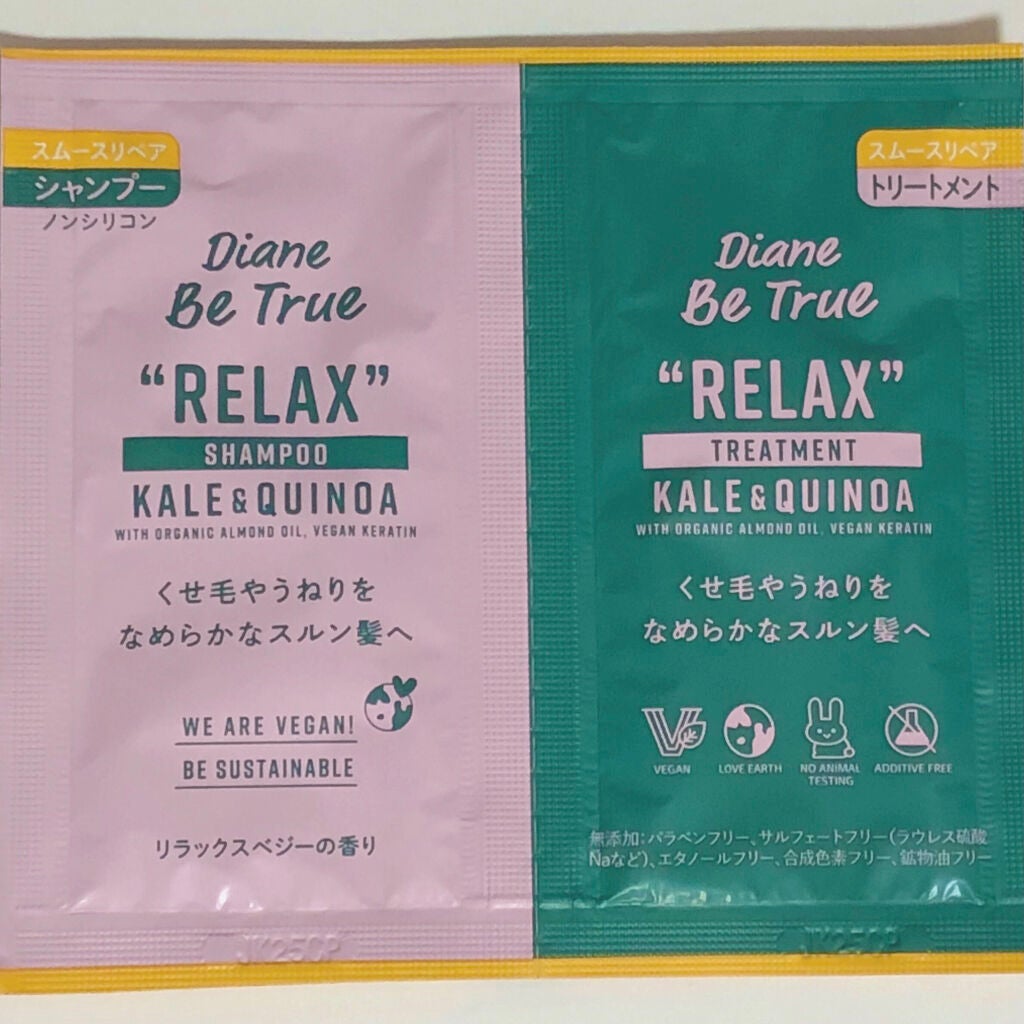 スムースリペア
シャンプー
ノンシリコン
Diane
Be True
“RELAX”
SHAMPOO
KALE & QUINOA
WITH ORGANIC ALMOND OIL, VEGAN KERATIN
くせ毛やうねりを
なめらかなスルン髪へ
WE ARE VEGAN!
BE SUSTAINABLE
リラックスベジーの香り
JK25CP
スムースリペア
トリートメント
Diane
Be True
“RELAX”
TREATMENT
KALE & QUINOA
WITH ORGANIC ALMOND OIL, VEGAN KERATIN
くせ毛やうねりを
なめらかなスルン髪へ
VEGAN
LOVE EARTH
NO ANIMAL
TESTING
ADDITIVE FREE
無添加:パラベンフリー、サルフェートフリー(ラウレス硫酸
Naなど)、エタノールフリー、合成色素フリー、鉱物油フリー
JK25CP